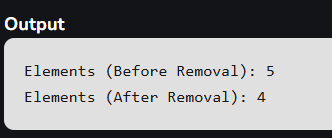 Output
Elements (Before Removal): 5
Elements (After Removal): 4